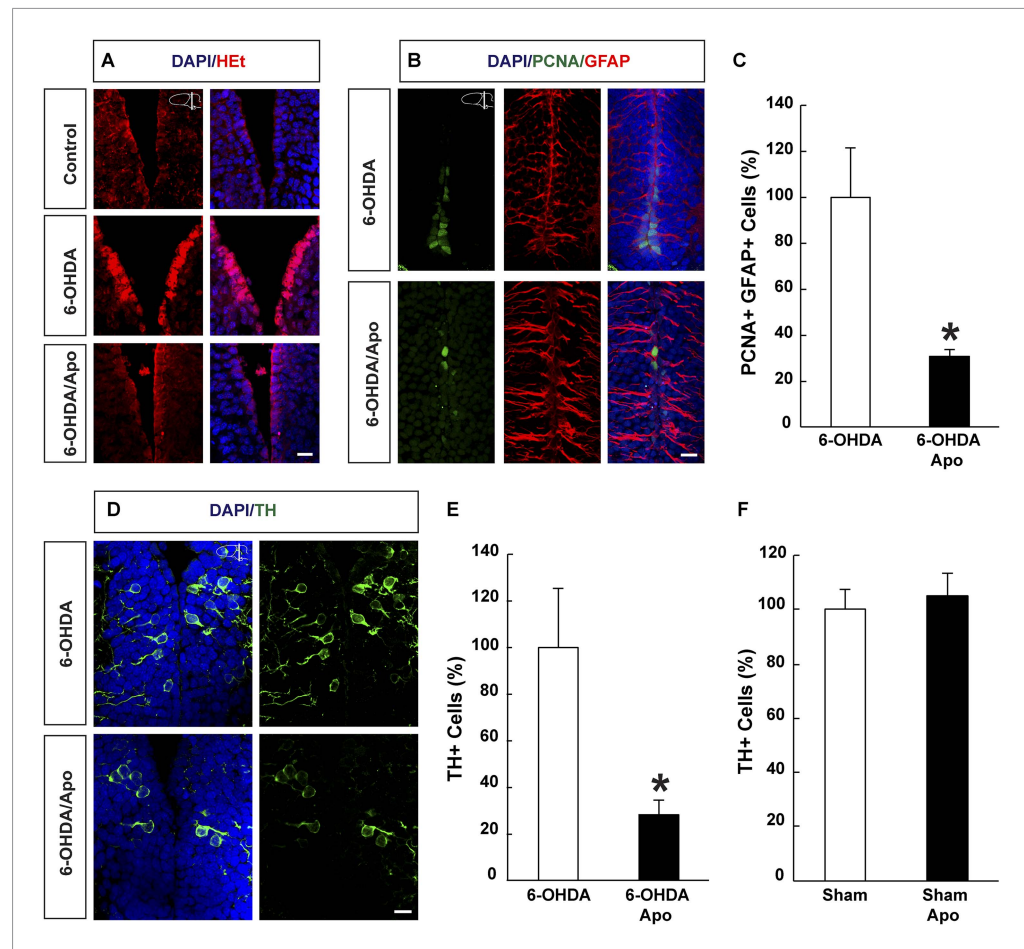 A DAPI/HEt
Control
6-OHDA
6-OHDA/Apo
B DAPI/PCNA/GFAP
6-OHDA
6-OHDA/Apo
C
PCNA+ GFAP+ Cells (%)
140
120
100
80
60
40
20
0
6-OHDA
6-OHDA
Apo
*
D DAPI/TH
6-OHDA
6-OHDA/Apo
E
TH+ Cells (%)
140
120
100
80
60
40
20
0
6-OHDA
6-OHDA
Apo
*
F
TH+ Cells (%)
120
100
80
60
40
20
0
Sham
Sham
Apo